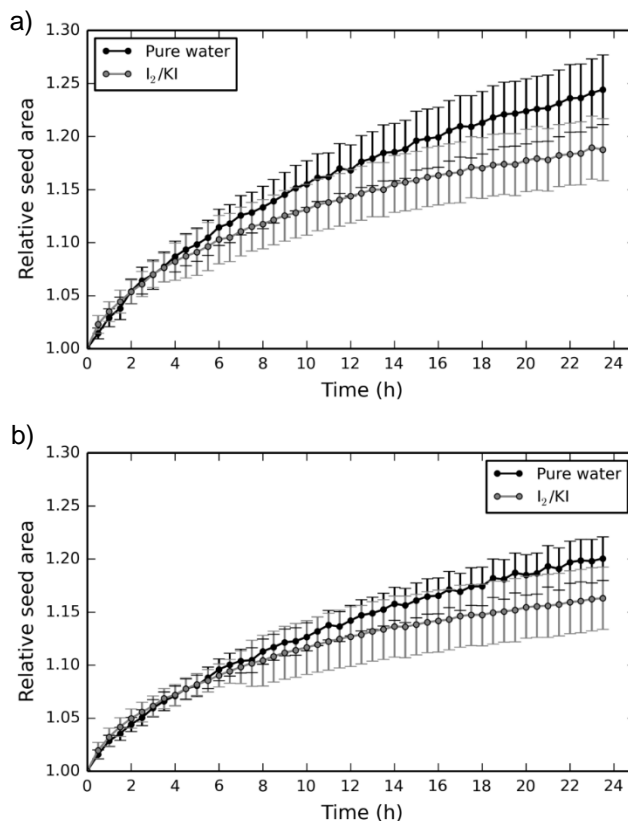 a)
1.30
1.25
1.20
1.15
1.10
1.05
1.00
Relative seed area
Pure water
I₂/KI
0 2 4 6 8 10 12 14 16 18 20 22 24
Time (h)
b)
1.30
1.25
1.20
1.15
1.10
1.05
1.00
Relative seed area
Pure water
I₂/KI
0 2 4 6 8 10 12 14 16 18 20 22 24
Time (h)